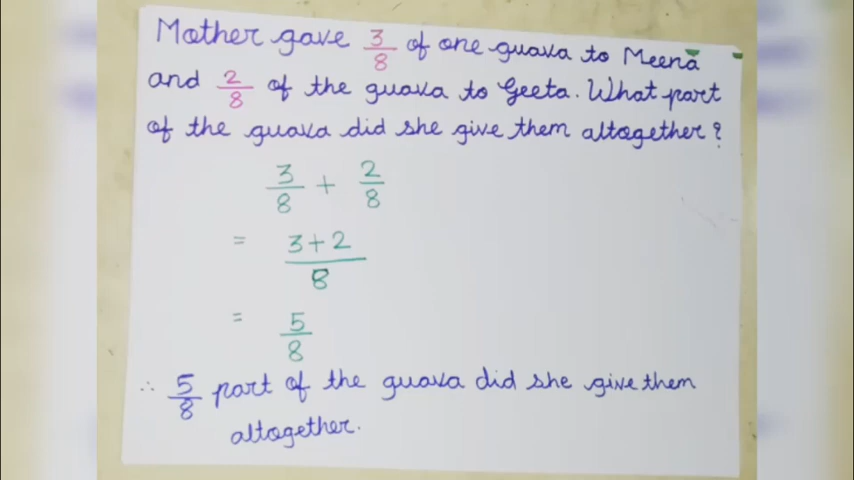 Mother gave 3/8 of one guava to Meena
and 2/8 of the guava to Geeta. What part
of the guava did she give them altogether?
3/8 + 2/8
= 3+2/8
= 5/8
∴ 5/8 part of the guava did she give them
altogether.